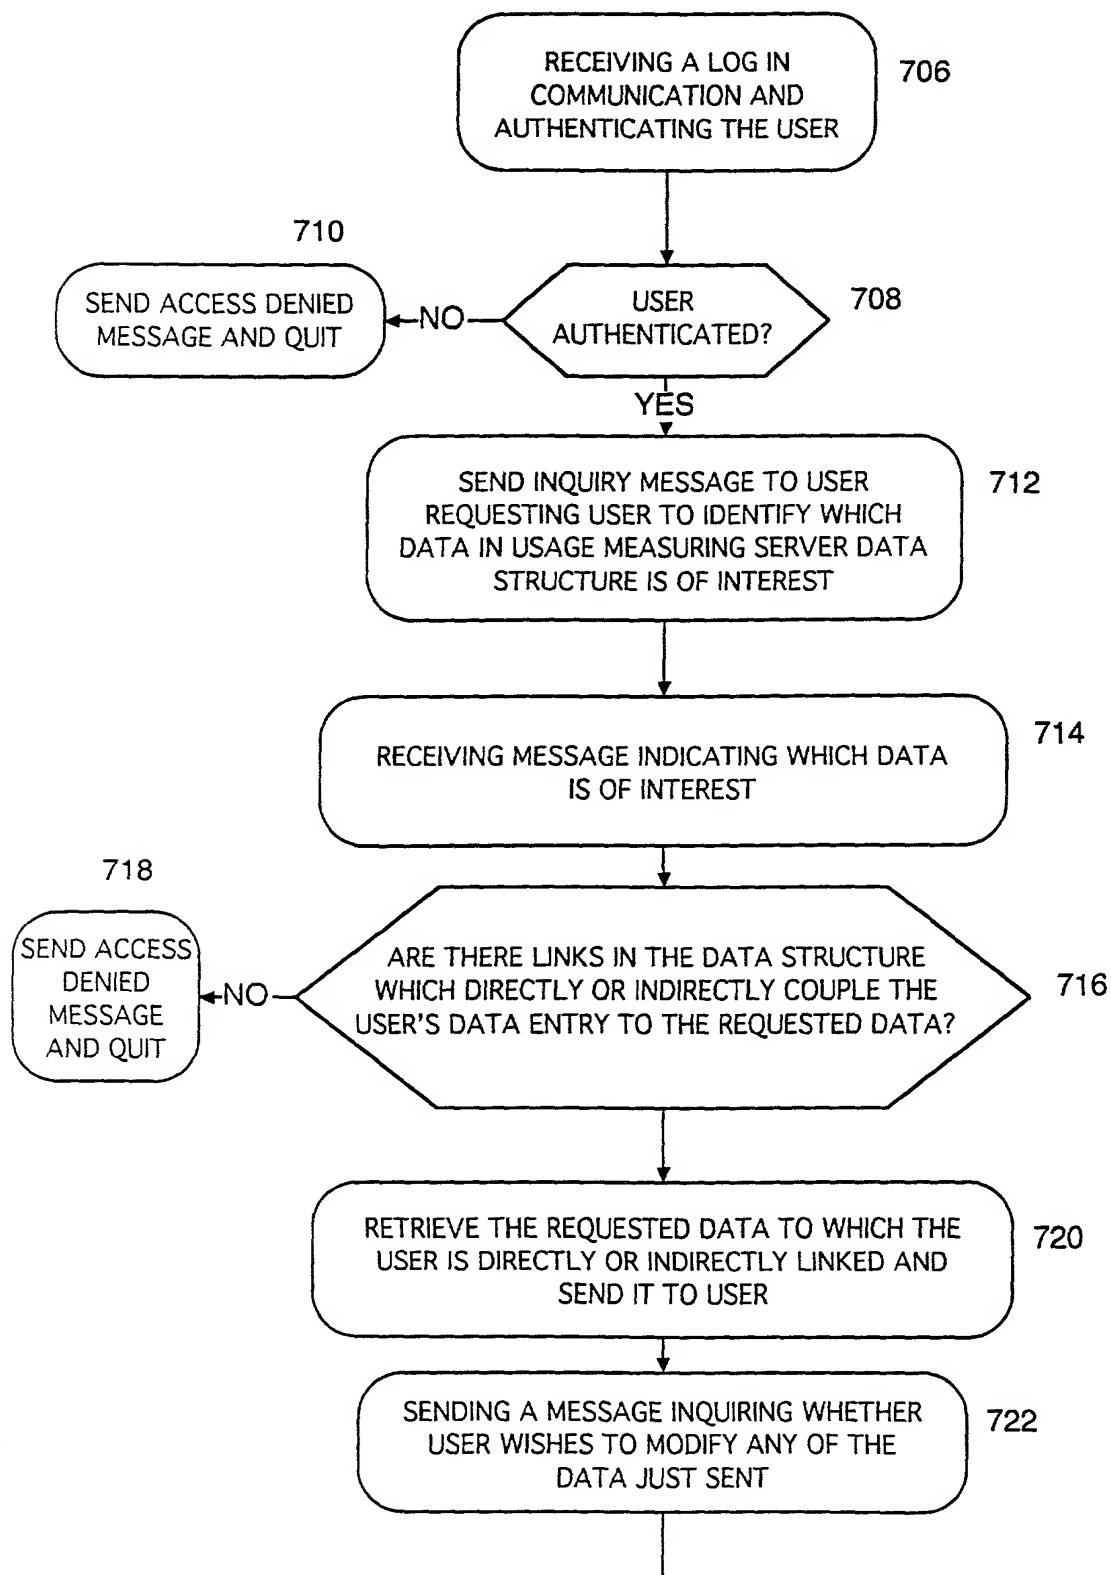 RECEIVING A LOG IN
COMMUNICATION AND
AUTHENTICATING THE USER
706
710
SEND ACCESS DENIED
MESSAGE AND QUIT
NO
USER
AUTHENTICATED?
708
YES
SEND INQUIRY MESSAGE TO USER
REQUESTING USER TO IDENTIFY WHICH
DATA IN USAGE MEASURING SERVER DATA
STRUCTURE IS OF INTEREST
712
RECEIVING MESSAGE INDICATING WHICH DATA
IS OF INTEREST
714
718
SEND ACCESS
DENIED
MESSAGE
AND QUIT
NO
ARE THERE LINKS IN THE DATA STRUCTURE
WHICH DIRECTLY OR INDIRECTLY COUPLE THE
USER'S DATA ENTRY TO THE REQUESTED DATA?
716
RETRIEVE THE REQUESTED DATA TO WHICH THE
USER IS DIRECTLY OR INDIRECTLY LINKED AND
SEND IT TO USER
720
SENDING A MESSAGE INQUIRING WHETHER
USER WISHES TO MODIFY ANY OF THE
DATA JUST SENT
722